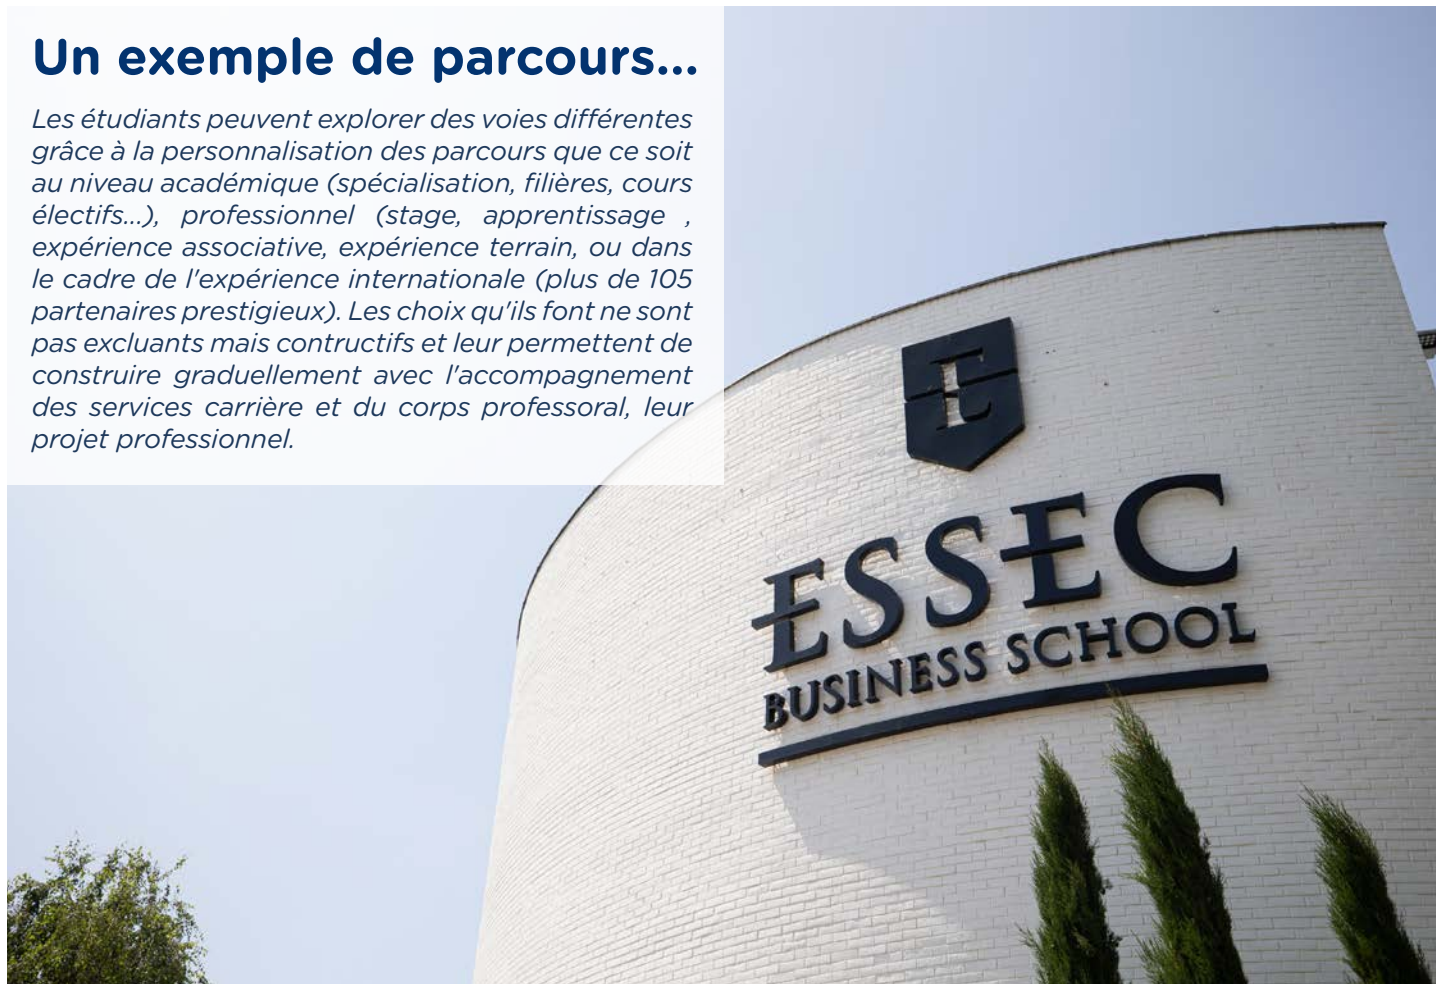 Un exemple de parcours...
Les étudiants peuvent explorer des voies différentes
grâce à la personnalisation des parcours que ce soit
au niveau académique (spécialisation, filières, cours
électifs...), professionnel (stage, apprentissage ,
expérience associative, expérience terrain, ou dans
le cadre de l'expérience internationale (plus de 105
partenaires prestigieux). Les choix qu'ils font ne sont
pas excluants mais contructifs et leur permettent de
construire graduellement avec l'accompagnement
des services carrière et du corps professoral, leur
projet professionnel.
E
ESSEC
BUSINESS SCHOOL